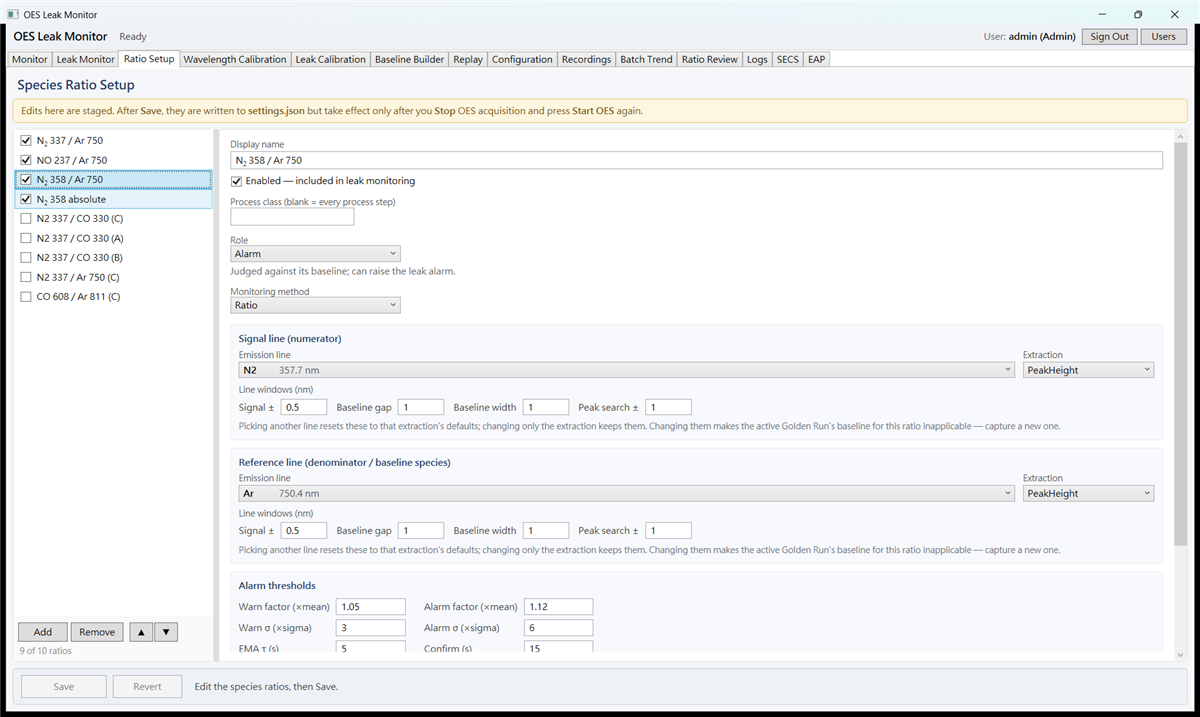 OES Leak Monitor
OES Leak Monitor Ready User: admin (Admin) Sign Out Users
Monitor Leak Monitor Ratio Setup Wavelength Calibration Leak Calibration Baseline Builder Replay Configuration Recordings Batch Trend Ratio Review Logs SECS EAP
Species Ratio Setup
Edits here are staged. After Save, they are written to settings.json but take effect only after you Stop OES acquisition and press Start OES again.
N₂ 337 / Ar 750
NO 237 / Ar 750
N₂ 358 / Ar 750
N₂ 358 absolute
N2 337 / CO 330 (C)
N2 337 / CO 330 (A)
N2 337 / CO 330 (B)
N2 337 / Ar 750 (C)
CO 608 / Ar 811 (C)
Add Remove ▲ ▼
9 of 10 ratios
Display name
N₂ 358 / Ar 750
Enabled — included in leak monitoring
Process class (blank = every process step)
Role
Alarm
Judged against its baseline; can raise the leak alarm.
Monitoring method
Ratio
Signal line (numerator)
Emission line Extraction
N2 357.7 nm PeakHeight
Line windows (nm)
Signal ± 0.5 Baseline gap 1 Baseline width 1 Peak search ± 1
Picking another line resets these to that extraction's defaults; changing only the extraction keeps them. Changing them makes the active Golden Run's baseline for this ratio inapplicable — capture a new one.
Reference line (denominator / baseline species)
Emission line Extraction
Ar 750.4 nm PeakHeight
Line windows (nm)
Signal ± 0.5 Baseline gap 1 Baseline width 1 Peak search ± 1
Picking another line resets these to that extraction's defaults; changing only the extraction keeps them. Changing them makes the active Golden Run's baseline for this ratio inapplicable — capture a new one.
Alarm thresholds
Warn factor (×mean) 1.05 Alarm factor (×mean) 1.12
Warn σ (×sigma) 3 Alarm σ (×sigma) 6
EMA τ (s) 5 Confirm (s) 15
Save Revert Edit the species ratios, then Save.